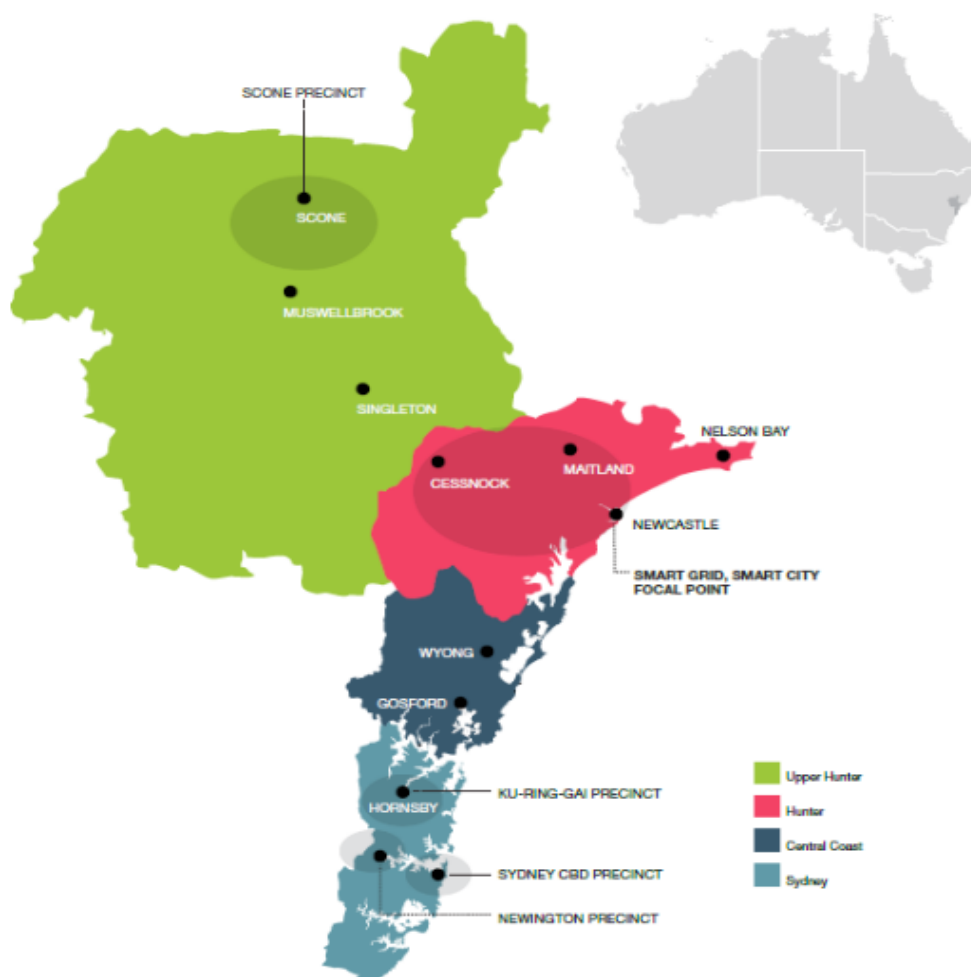 SCONE PRECINCT
SCONE
MUSWELLBROOK
SINGLETON
NELSON BAY
MAITLAND
CESSNOCK
NEWCASTLE
SMART GRID, SMART CITY
FOCAL POINT
WYONG
GOSFORD
Upper Hunter
KU-RING-GAI PRECINCT
HORNSBY
Hunter
Central Coast
SYDNEY CBD PRECINCT
Sydney
NEWINGTON PRECINCT